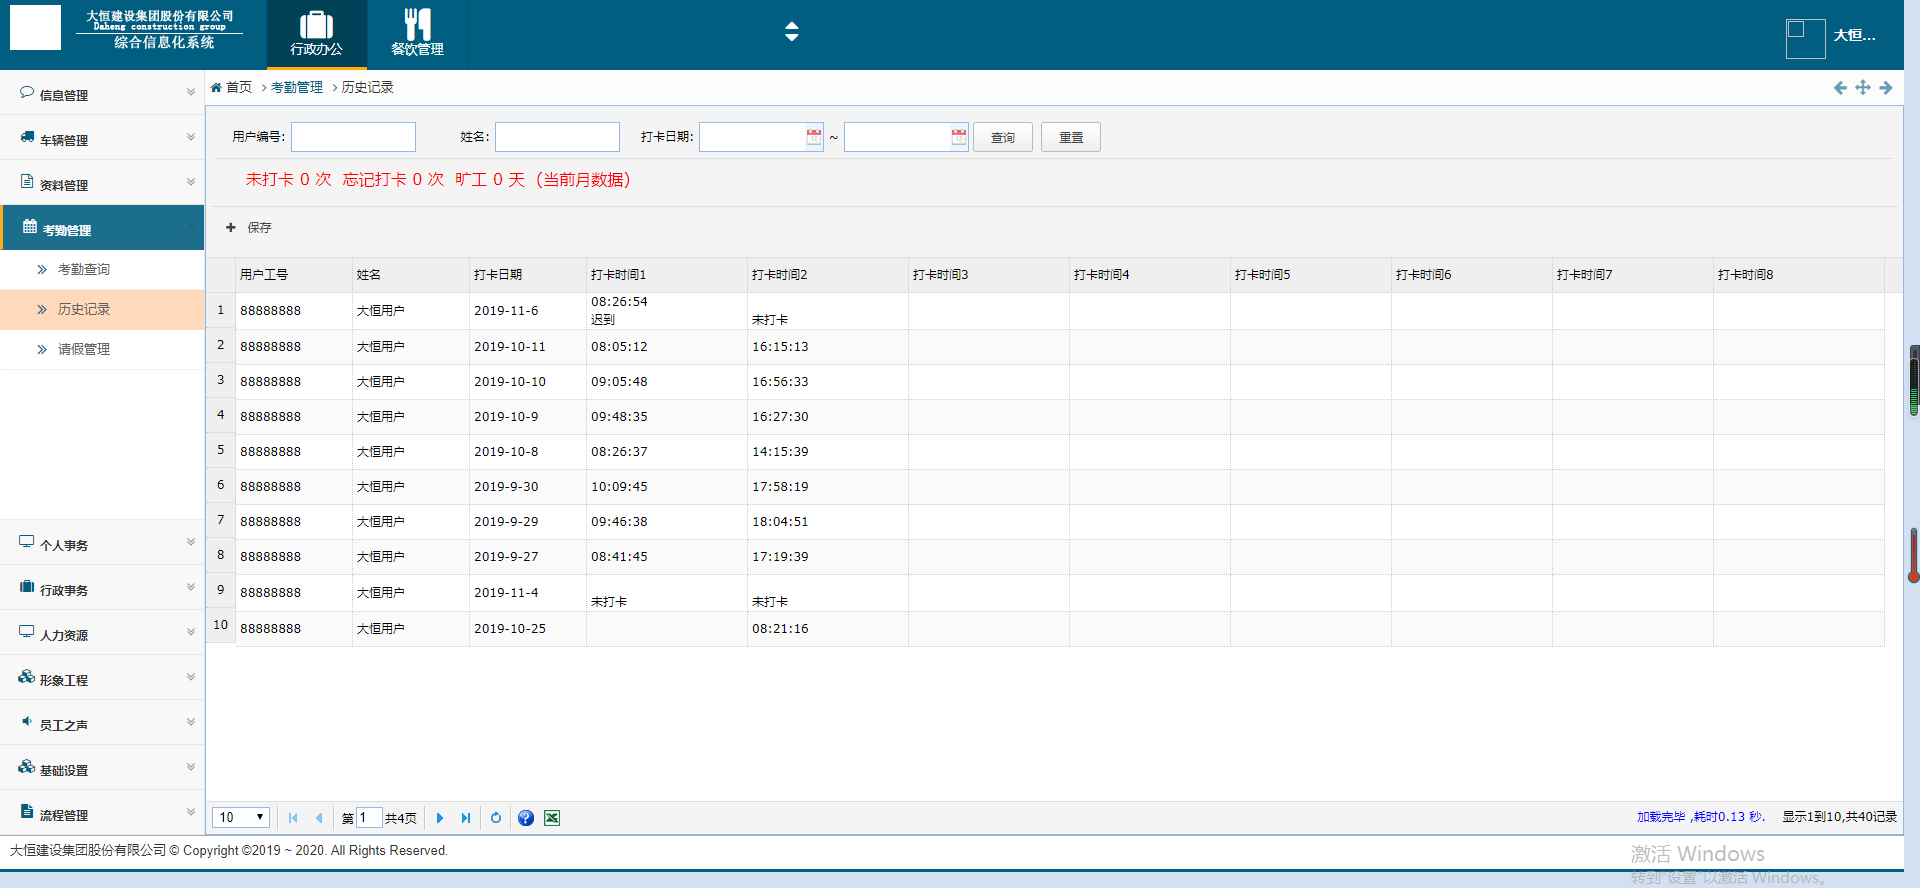 大恒建设集团股份有限公司
Daheng construction group
综合信息化系统
行政办公
餐饮管理
大恒...
信息管理
车辆管理
资料管理
考勤管理
考勤查询
历史记录
请假管理
个人事务
行政事务
人力资源
形象工程
员工之声
基础设置
流程管理
首页 考勤管理 历史记录
用户编号: 姓名: 打卡日期: ~ 查询 重置
未打卡 0 次 忘记打卡 0 次 旷工 0 天 (当前月数据)
+ 保存
用户工号 姓名 打卡日期 打卡时间1 打卡时间2 打卡时间3 打卡时间4 打卡时间5 打卡时间6 打卡时间7 打卡时间8
1 88888888 大恒用户 2019-11-6 08:26:54 迟到 未打卡
2 88888888 大恒用户 2019-10-11 08:05:12 16:15:13
3 88888888 大恒用户 2019-10-10 09:05:48 16:56:33
4 88888888 大恒用户 2019-10-9 09:48:35 16:27:30
5 88888888 大恒用户 2019-10-8 08:26:37 14:15:39
6 88888888 大恒用户 2019-9-30 10:09:45 17:58:19
7 88888888 大恒用户 2019-9-29 09:46:38 18:04:51
8 88888888 大恒用户 2019-9-27 08:41:45 17:19:39
9 88888888 大恒用户 2019-11-4 未打卡 未打卡
10 88888888 大恒用户 2019-10-25 08:21:16
10 第 1 共4页
加载完毕 ,耗时0.13 秒. 显示1到10,共40记录
大恒建设集团股份有限公司 © Copyright ©2019 ~ 2020. All Rights Reserved.
激活 Windows
转到"设置"以激活 Windows。